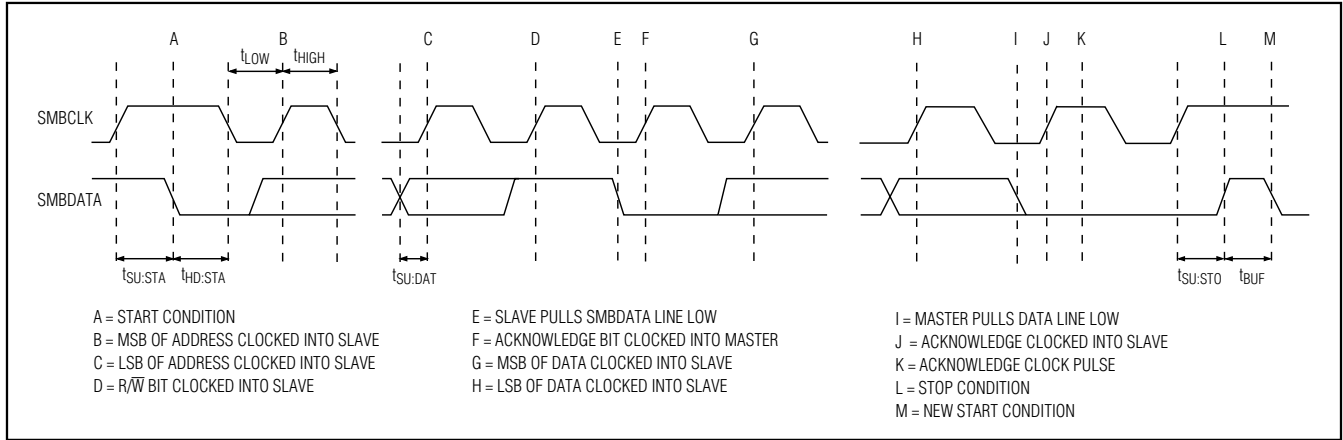 A B C D E F G H I J K L M
tLOW tHIGH
SMBCLK
SMBDATA
tSU:STA tHD:STA tSU:DAT tSU:STO tBUF
A = START CONDITION
B = MSB OF ADDRESS CLOCKED INTO SLAVE
C = LSB OF ADDRESS CLOCKED INTO SLAVE
D = R/W̅ BIT CLOCKED INTO SLAVE
E = SLAVE PULLS SMBDATA LINE LOW
F = ACKNOWLEDGE BIT CLOCKED INTO MASTER
G = MSB OF DATA CLOCKED INTO SLAVE
H = LSB OF DATA CLOCKED INTO SLAVE
I = MASTER PULLS DATA LINE LOW
J = ACKNOWLEDGE CLOCKED INTO SLAVE
K = ACKNOWLEDGE CLOCK PULSE
L = STOP CONDITION
M = NEW START CONDITION